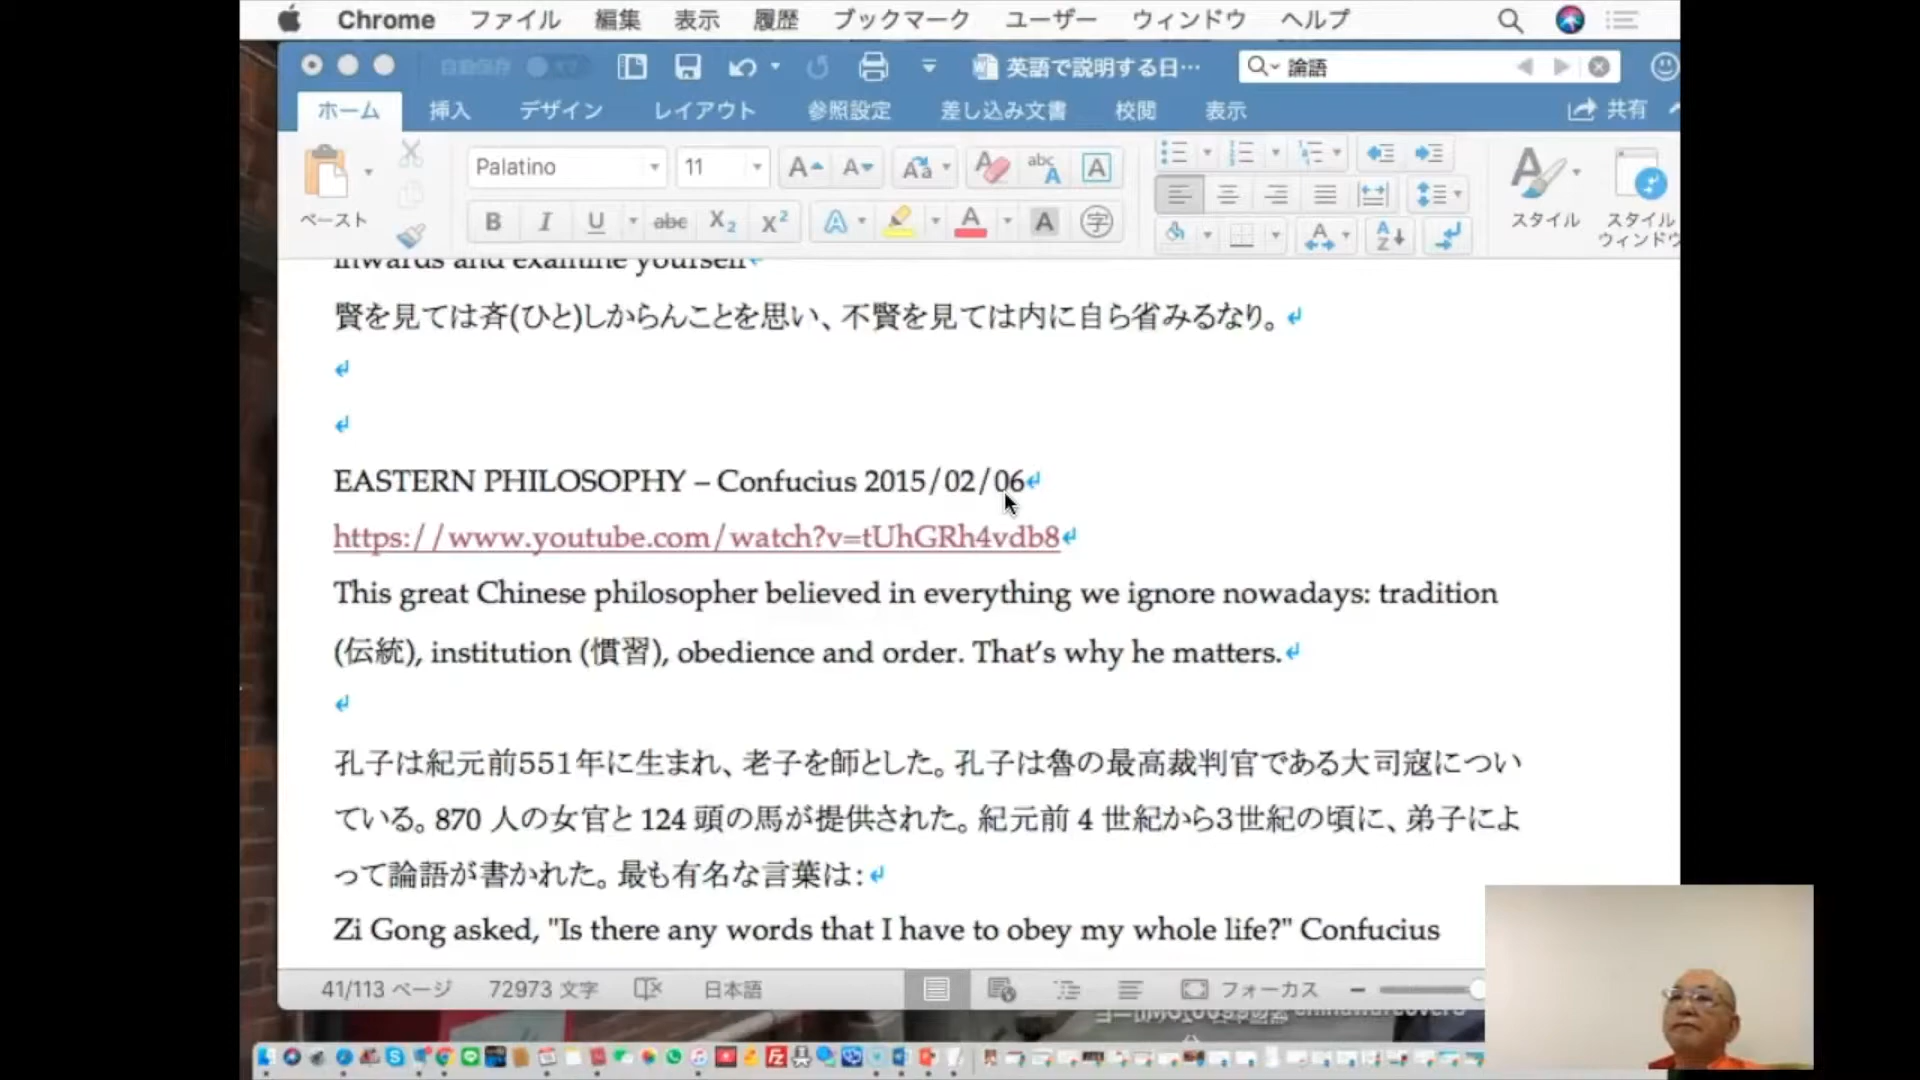 Chrome ファイル 編集 表示 履歴 ブックマーク ユーザー ウィンドウ ヘルプ
自動保存 英語で説明する日… 論語
ホーム 挿入 デザイン レイアウト 参照設定 差し込み文書 校閲 表示 共有
Palatino 11
ペースト スタイル スタイル
ウィンドウ
inwards and examine yourself
賢を見ては斉(ひと)しからんことを思い、不賢を見ては内に自ら省みるなり。
EASTERN PHILOSOPHY – Confucius 2015/02/06
https://www.youtube.com/watch?v=tUhGRh4vdb8
This great Chinese philosopher believed in everything we ignore nowadays: tradition
(伝統), institution (慣習), obedience and order. That’s why he matters.
孔子は紀元前551年に生まれ、老子を師とした。孔子は魯の最高裁判官である大司寇につい
ている。870 人の女官と 124 頭の馬が提供された。紀元前 4 世紀から3世紀の頃に、弟子によ
って論語が書かれた。最も有名な言葉は:
Zi Gong asked, "Is there any words that I have to obey my whole life?" Confucius
41/113 ページ 72973 文字 日本語 フォーカス